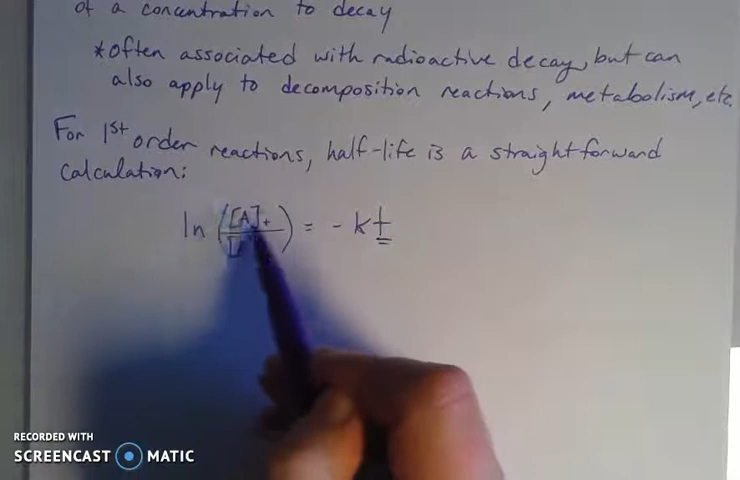 of a concentration to decay
*often associated with radioactive decay, but can
also apply to decomposition reactions, metabolism, etc.
For 1st order reactions, half-life is a straightforward
calculation:
ln ([A]t / [A]) = - kt
RECORDED WITH
SCREENCAST MATIC